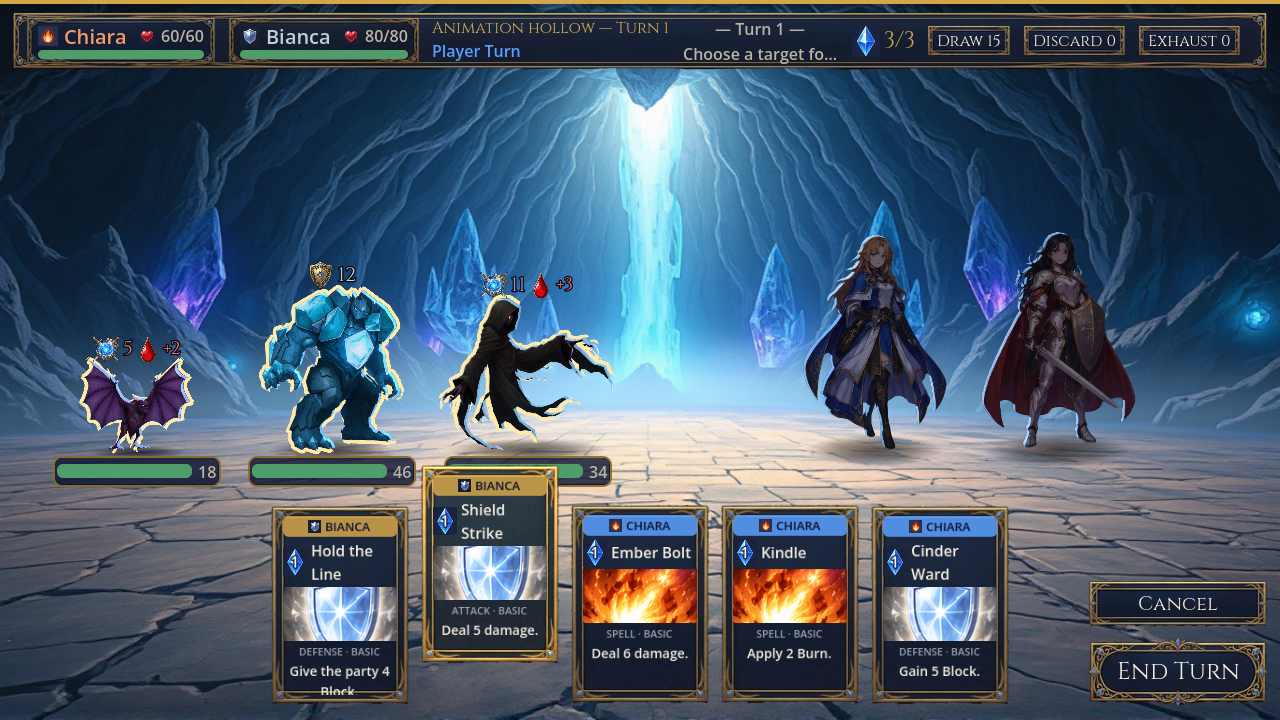 Chiara 60/60
Bianca 80/80
Animation hollow — Turn 1
Player Turn
— Turn 1 —
Choose a target fo...
3/3
Draw 15
Discard 0
Exhaust 0
12
11 +3
5 +2
18
46
34
BIANCA
1 Hold the
Line
DEFENSE · BASIC
Give the party 4
Block.
BIANCA
1 Shield
Strike
ATTACK · BASIC
Deal 5 damage.
CHIARA
1 Ember Bolt
SPELL · BASIC
Deal 6 damage.
CHIARA
1 Kindle
SPELL · BASIC
Apply 2 Burn.
CHIARA
1 Cinder
Ward
DEFENSE · BASIC
Gain 5 Block.
Cancel
End Turn